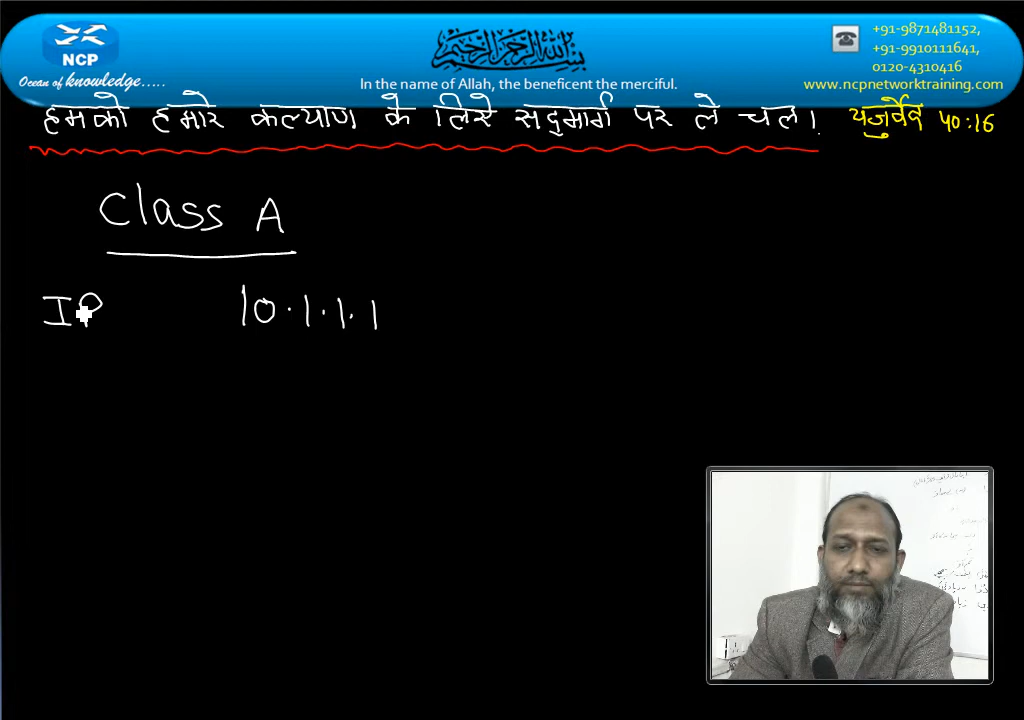 NCP
Ocean of knowledge.....
بسم الله الرحمن الرحيم
In the name of Allah, the beneficent the merciful.
+91-9871481152,
+91-9910111641,
0120-4310416
www.ncpnetworktraining.com
हमको हमारे कल्याण के लिये सद्मार्ग पर ले चल। यजुर्वेद 40:16
Class A
IP 10.1.1.1